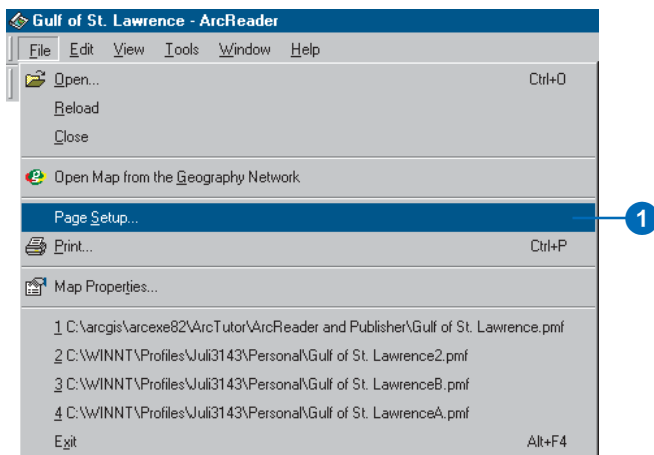 Gulf of St. Lawrence - ArcReader
File Edit View Tools Window Help
Open... Ctrl+O
Reload
Close
Open Map from the Geography Network
Page Setup...
1
Print... Ctrl+P
Map Properties...
1 C:\arcgis\arcexe82\ArcTutor\ArcReader and Publisher\Gulf of St. Lawrence.pmf
2 C:\WINNT\Profiles\Juli3143\Personal\Gulf of St. Lawrence2.pmf
3 C:\WINNT\Profiles\Juli3143\Personal\Gulf of St. LawrenceB.pmf
4 C:\WINNT\Profiles\Juli3143\Personal\Gulf of St. LawrenceA.pmf
Exit Alt+F4